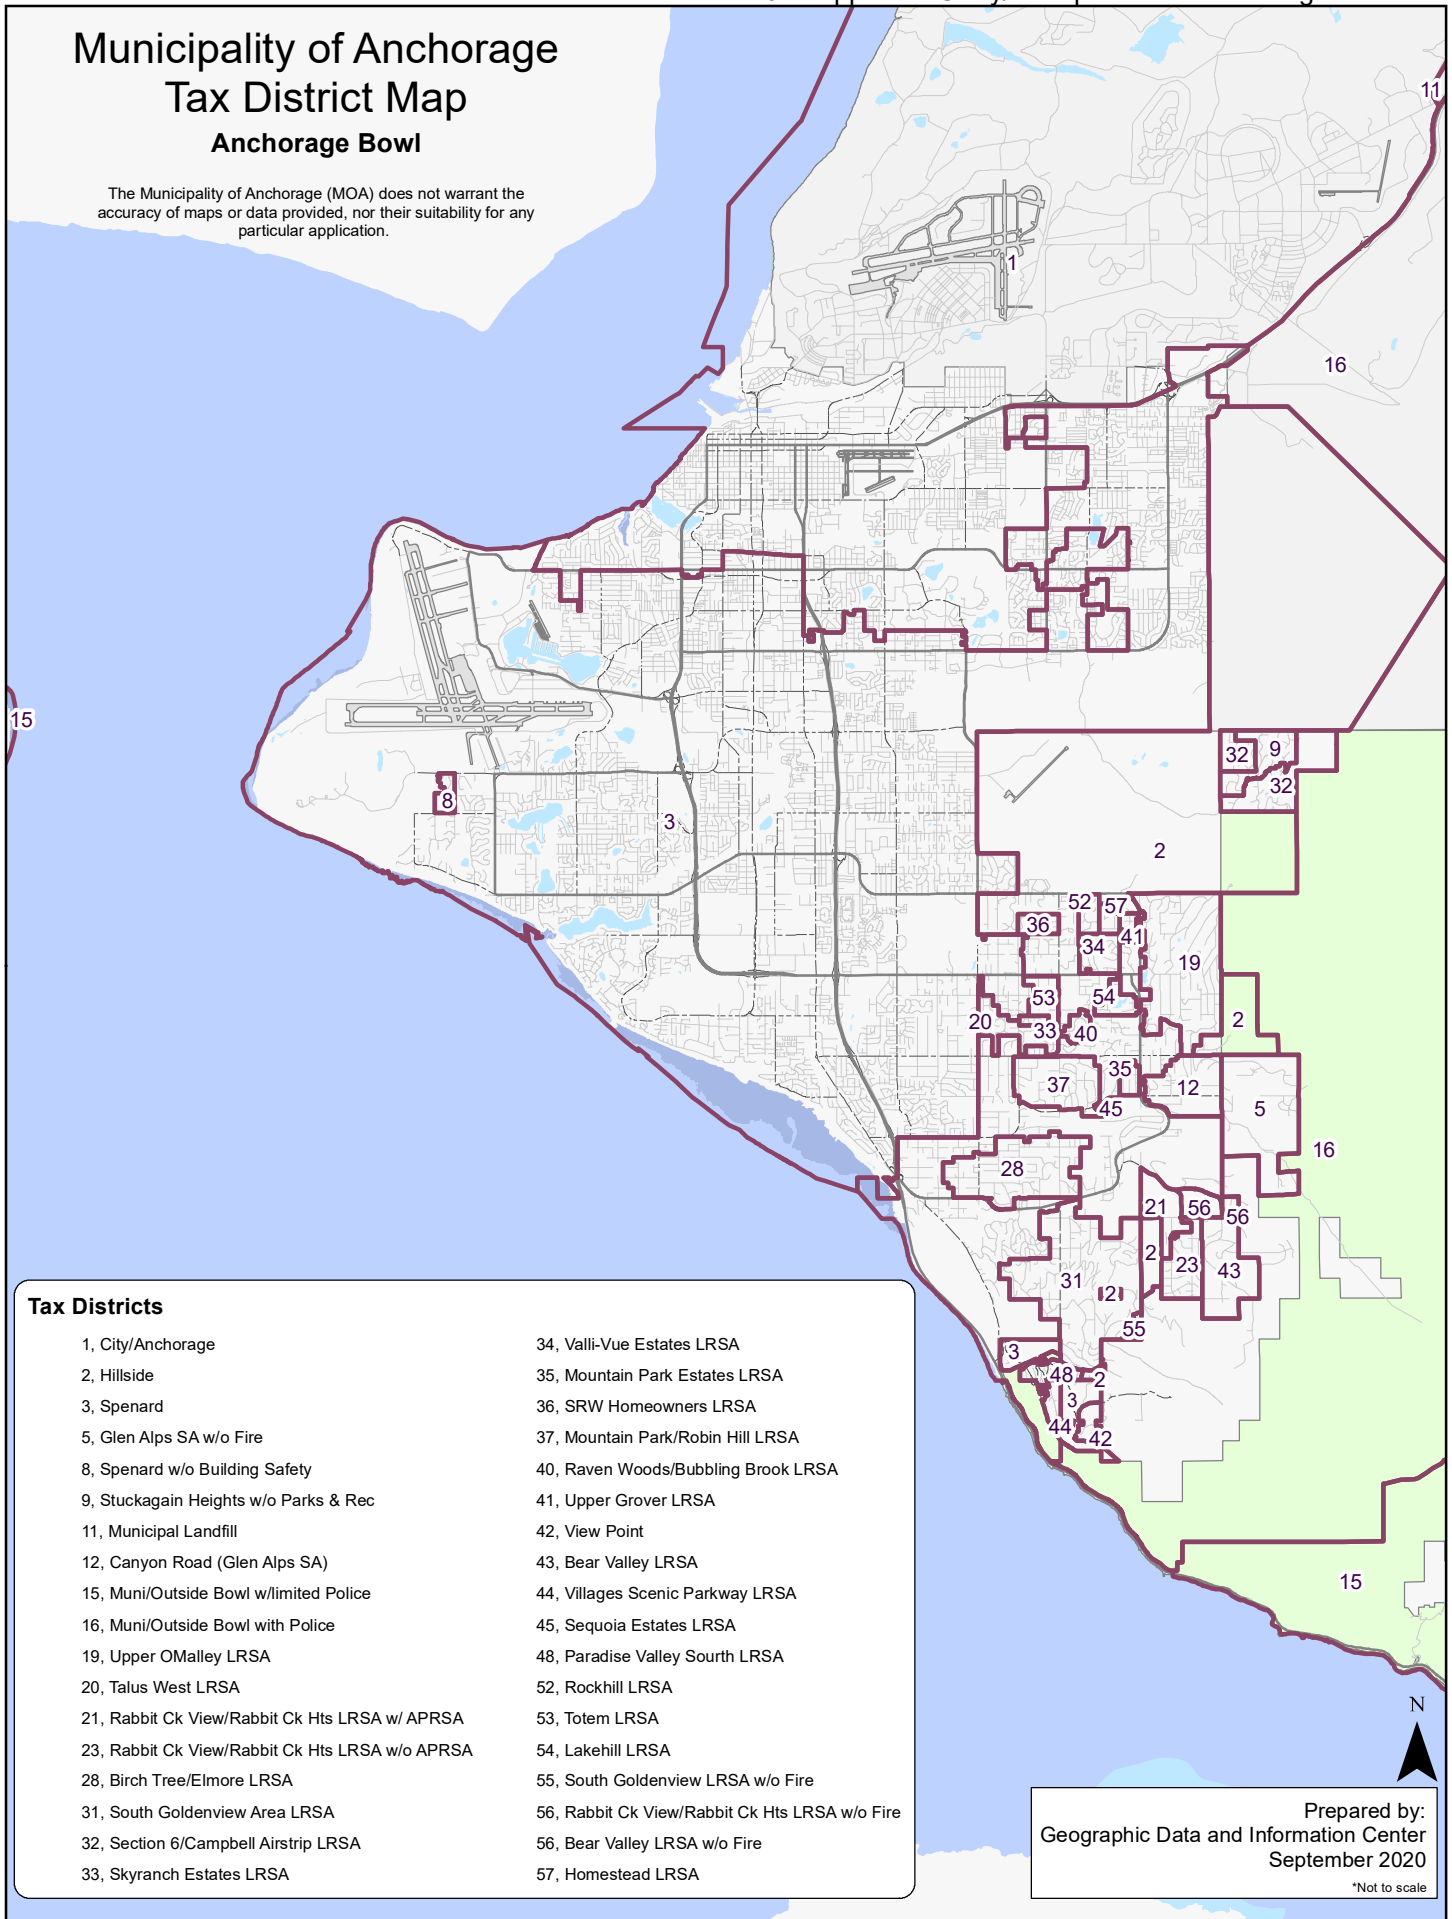 Municipality of Anchorage
Tax District Map
Anchorage Bowl
The Municipality of Anchorage (MOA) does not warrant the
accuracy of maps or data provided, nor their suitability for any
particular application.
11
1
16
15
32
9
32
8
3
2
52
57
36
41
34
19
53
54
20
2
33
40
35
37
12
45
5
16
28
21
56
56
2
23
43
31
2
55
3
48
2
3
44
42
15
Tax Districts
1, City/Anchorage
2, Hillside
3, Spenard
5, Glen Alps SA w/o Fire
8, Spenard w/o Building Safety
9, Stuckagain Heights w/o Parks & Rec
11, Municipal Landfill
12, Canyon Road (Glen Alps SA)
15, Muni/Outside Bowl w/limited Police
16, Muni/Outside Bowl with Police
19, Upper OMalley LRSA
20, Talus West LRSA
21, Rabbit Ck View/Rabbit Ck Hts LRSA w/ APRSA
23, Rabbit Ck View/Rabbit Ck Hts LRSA w/o APRSA
28, Birch Tree/Elmore LRSA
31, South Goldenview Area LRSA
32, Section 6/Campbell Airstrip LRSA
33, Skyranch Estates LRSA
34, Valli-Vue Estates LRSA
35, Mountain Park Estates LRSA
36, SRW Homeowners LRSA
37, Mountain Park/Robin Hill LRSA
40, Raven Woods/Bubbling Brook LRSA
41, Upper Grover LRSA
42, View Point
43, Bear Valley LRSA
44, Villages Scenic Parkway LRSA
45, Sequoia Estates LRSA
48, Paradise Valley Sourth LRSA
52, Rockhill LRSA
53, Totem LRSA
54, Lakehill LRSA
55, South Goldenview LRSA w/o Fire
56, Rabbit Ck View/Rabbit Ck Hts LRSA w/o Fire
56, Bear Valley LRSA w/o Fire
57, Homestead LRSA
N
Prepared by:
Geographic Data and Information Center
September 2020
*Not to scale